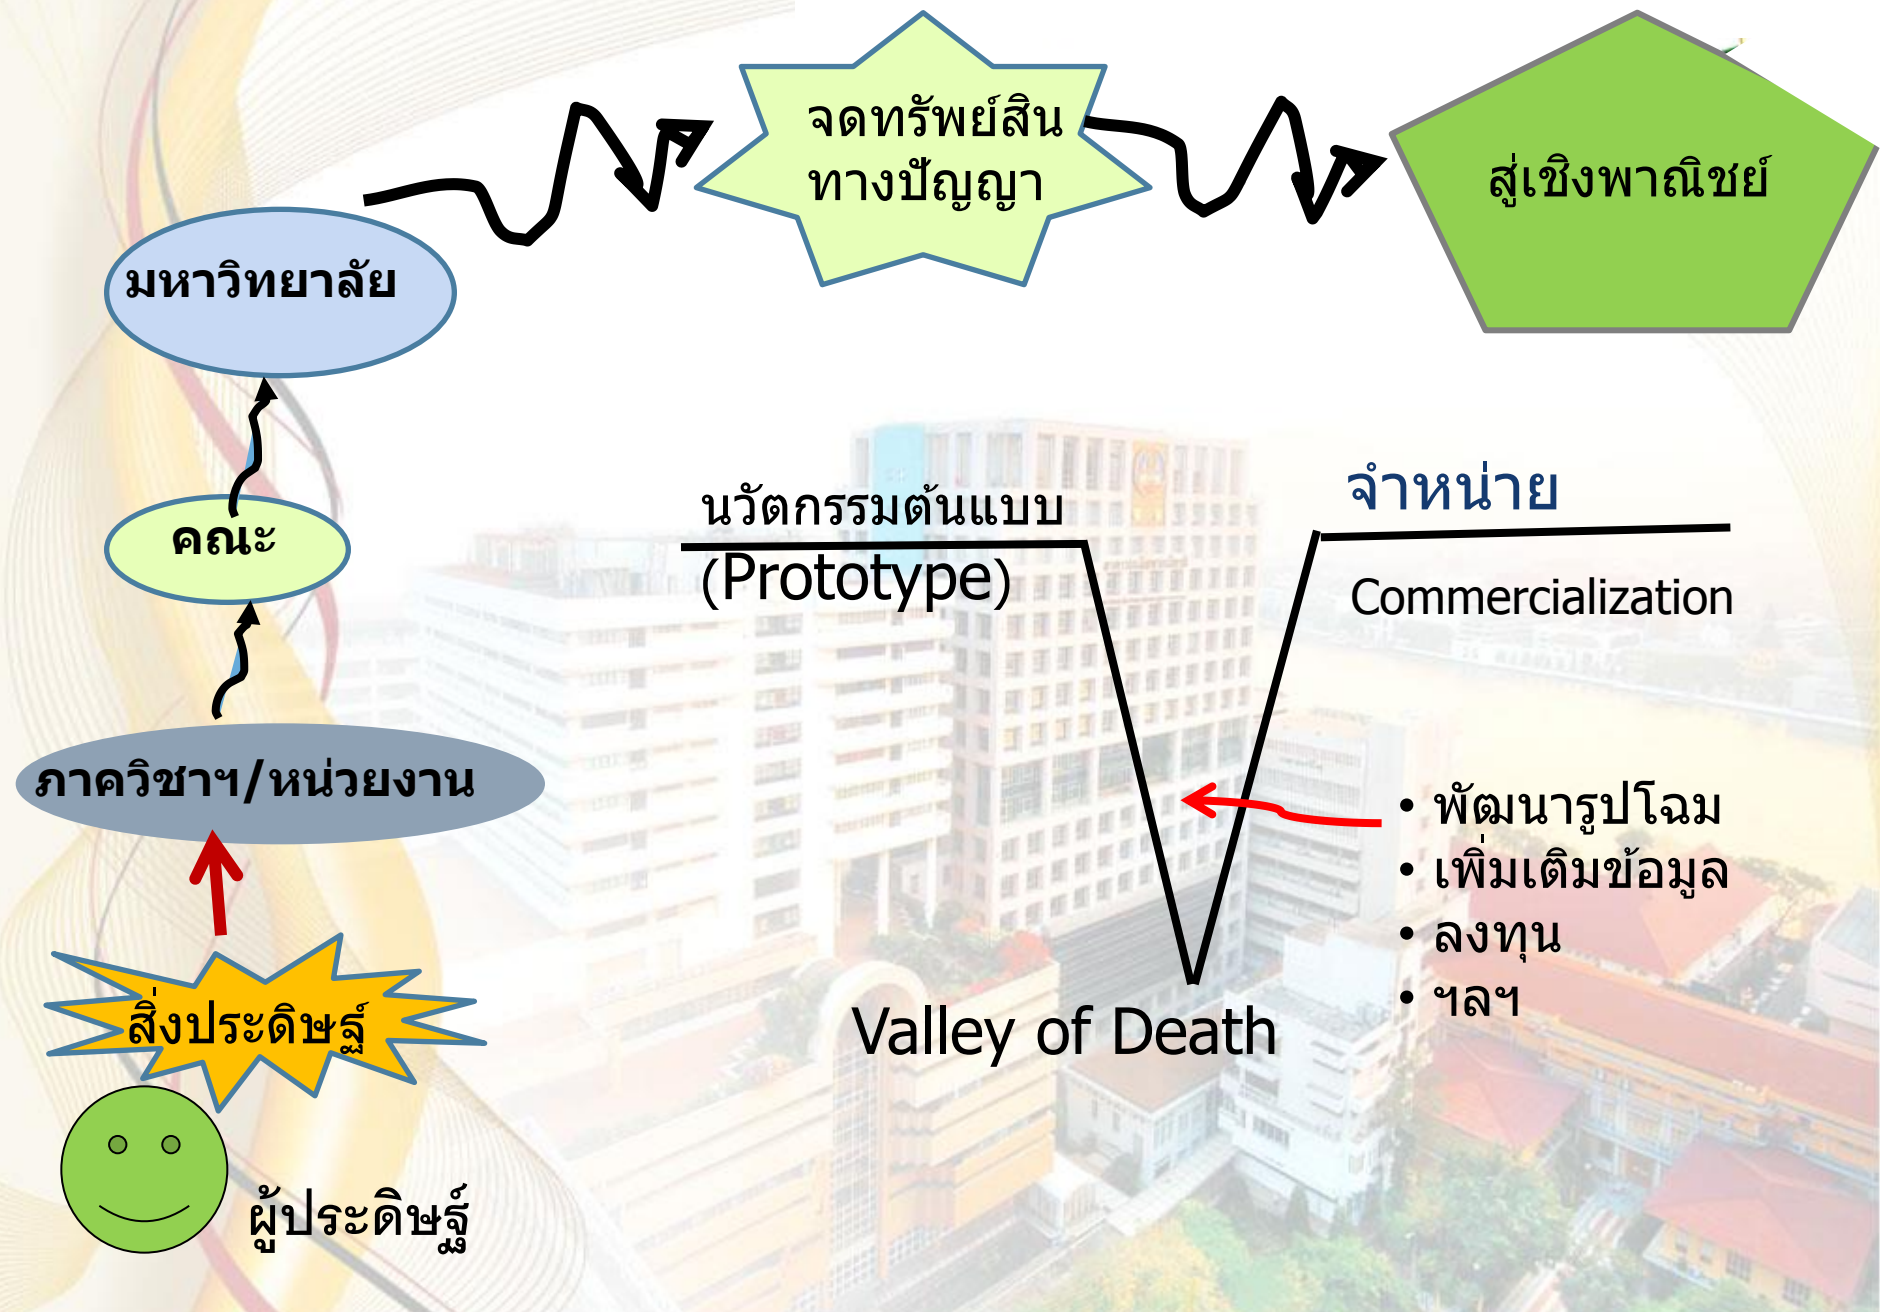 จดทรัพย์สิน
ทางปัญญา
สู่เชิงพาณิชย์
มหาวิทยาลัย
คณะ
ภาควิชาฯ/หน่วยงาน
สิ่งประดิษฐ์
ผู้ประดิษฐ์
นวัตกรรมต้นแบบ
(Prototype)
จำหน่าย
Commercialization
• พัฒนารูปโฉม
• เพิ่มเติมข้อมูล
• ลงทุน
• ฯลฯ
Valley of Death